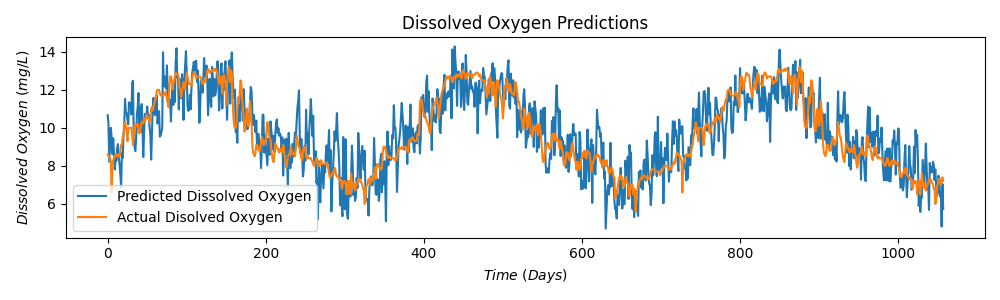 Dissolved Oxygen Predictions
Dissolved Oxygen (mg/L)
14
12
10
8
6
Predicted Dissolved Oxygen
Actual Disolved Oxygen
0 200 400 600 800 1000
Time (Days)